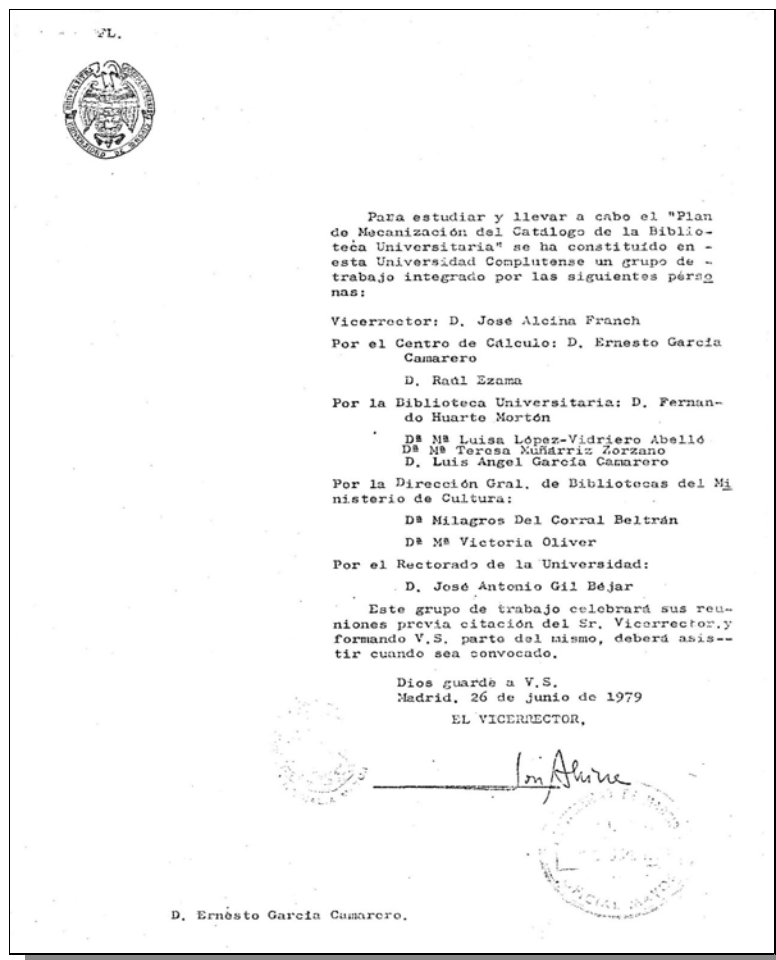 FL.
Para estudiar y llevar a cabo el "Plan
de Mecanización del Catálogo de la Biblio-
teca Universitaria" se ha constituído en -
esta Universidad Complutense un grupo de -
trabajo integrado por las siguientes perso
nas:
Vicerrector: D. José Alcina Franch
Por el Centro de Cálculo: D. Ernesto García
Camarero
D. Raúl Ezama
Por la Biblioteca Universitaria: D. Fernan-
do Huarte Mortón
Dª Mª Luisa López-Vidriero Abelló
Dª Mª Teresa Muñárriz Zorzano
D. Luis Angel García Camarero
Por la Dirección Gral. de Bibliotecas del Mi
nisterio de Cultura:
Dª Milagros Del Corral Beltrán
Dª Mª Victoria Oliver
Por el Rectorado de la Universidad:
D. José Antonio Gil Béjar
Este grupo de trabajo celebrará sus reu-
niones previa citación del Sr. Vicerrector,y
formando V.S. parte del mismo, deberá asis--
tir cuando sea convocado.
Dios guarde a V.S.
Madrid, 26 de junio de 1979
EL VICERRECTOR,
D. Ernesto García Camarero.